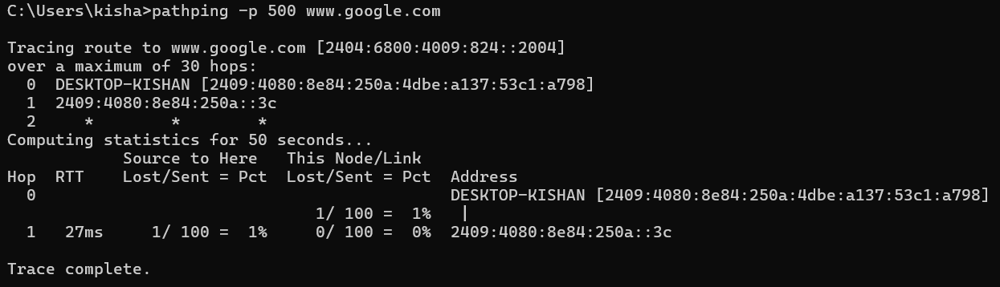 C:\Users\kisha>pathping -p 500 www.google.com
Tracing route to www.google.com [2404:6800:4009:824::2004]
over a maximum of 30 hops:
  0  DESKTOP-KISHAN [2409:4080:8e84:250a:4dbe:a137:53c1:a798]
  1  2409:4080:8e84:250a::3c
  2     *        *        *
Computing statistics for 50 seconds...
            Source to Here   This Node/Link
Hop  RTT    Lost/Sent = Pct  Lost/Sent = Pct  Address
  0                                           DESKTOP-KISHAN [2409:4080:8e84:250a:4dbe:a137:53c1:a798]
                                1/ 100 =  1%   |
  1   27ms     1/ 100 =  1%     0/ 100 =  0%  2409:4080:8e84:250a::3c
Trace complete.